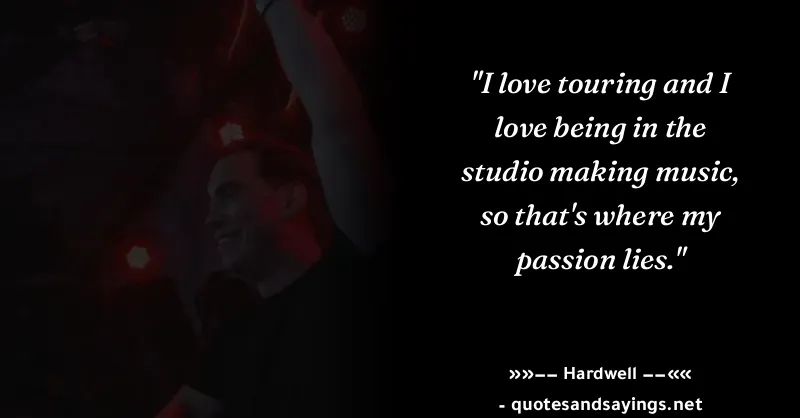 "I love touring and I
love being in the
studio making music,
so that's where my
passion lies."
»»—— Hardwell ——««
- quotesandsayings.net